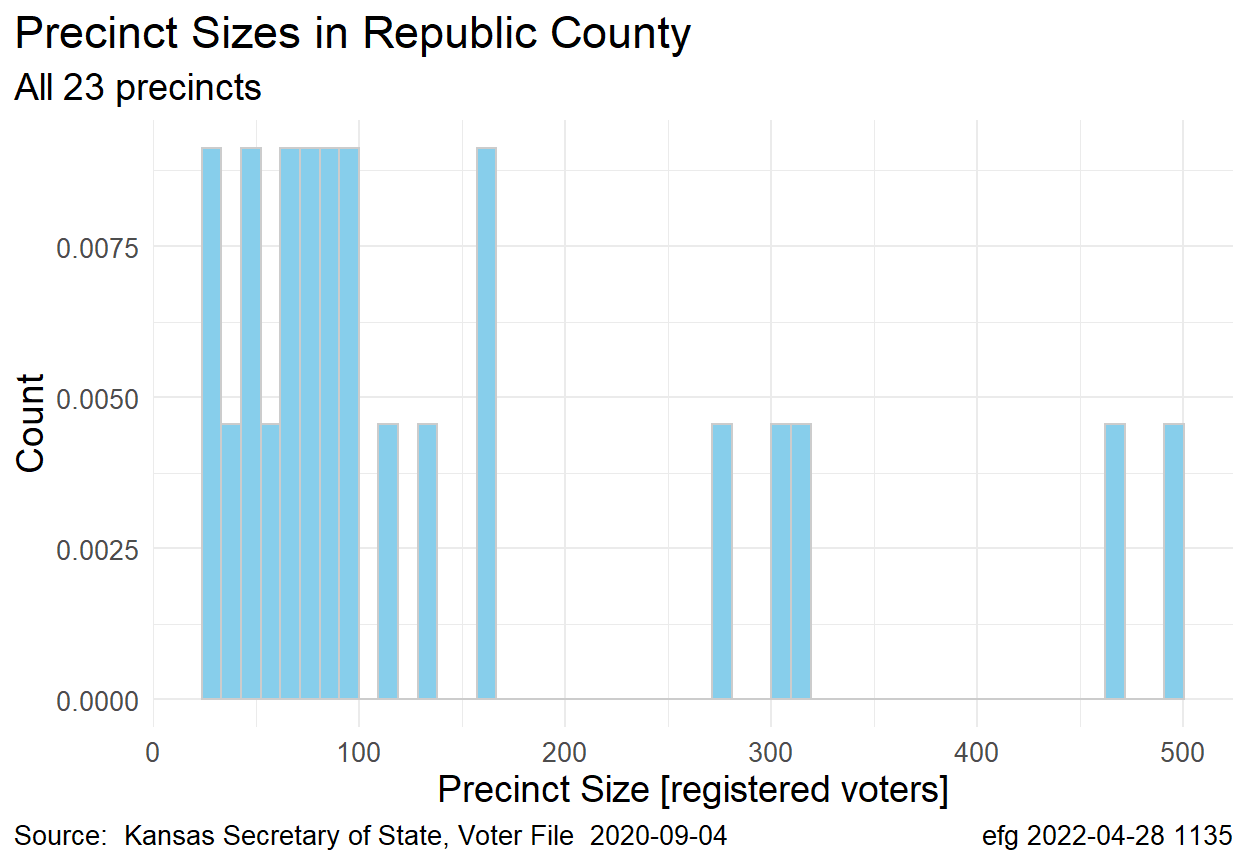 Precinct Sizes in Republic County
All 23 precincts
Count
0.0075
0.0050
0.0025
0.0000
0 100 200 300 400 500
Precinct Size [registered voters]
Source:  Kansas Secretary of State, Voter File  2020-09-04
efg 2022-04-28 1135